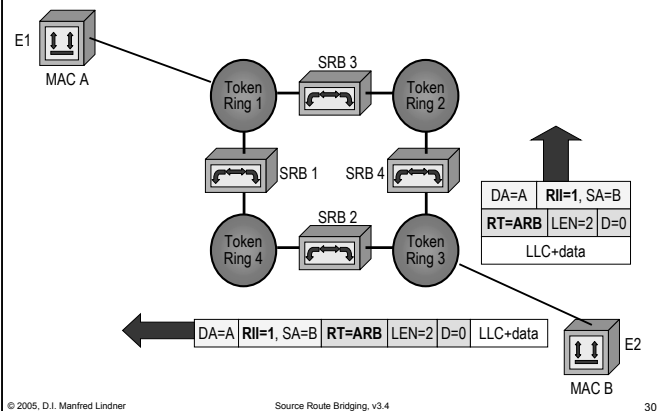 E1
MAC A
SRB 3
Token
Ring 1
Token
Ring 2
SRB 1
SRB 4
DA=A RII=1, SA=B
RT=ARB LEN=2 D=0
LLC+data
SRB 2
Token
Ring 4
Token
Ring 3
DA=A RII=1, SA=B RT=ARB LEN=2 D=0 LLC+data
E2
MAC B
© 2005, D.I. Manfred Lindner
Source Route Bridging, v3.4
30